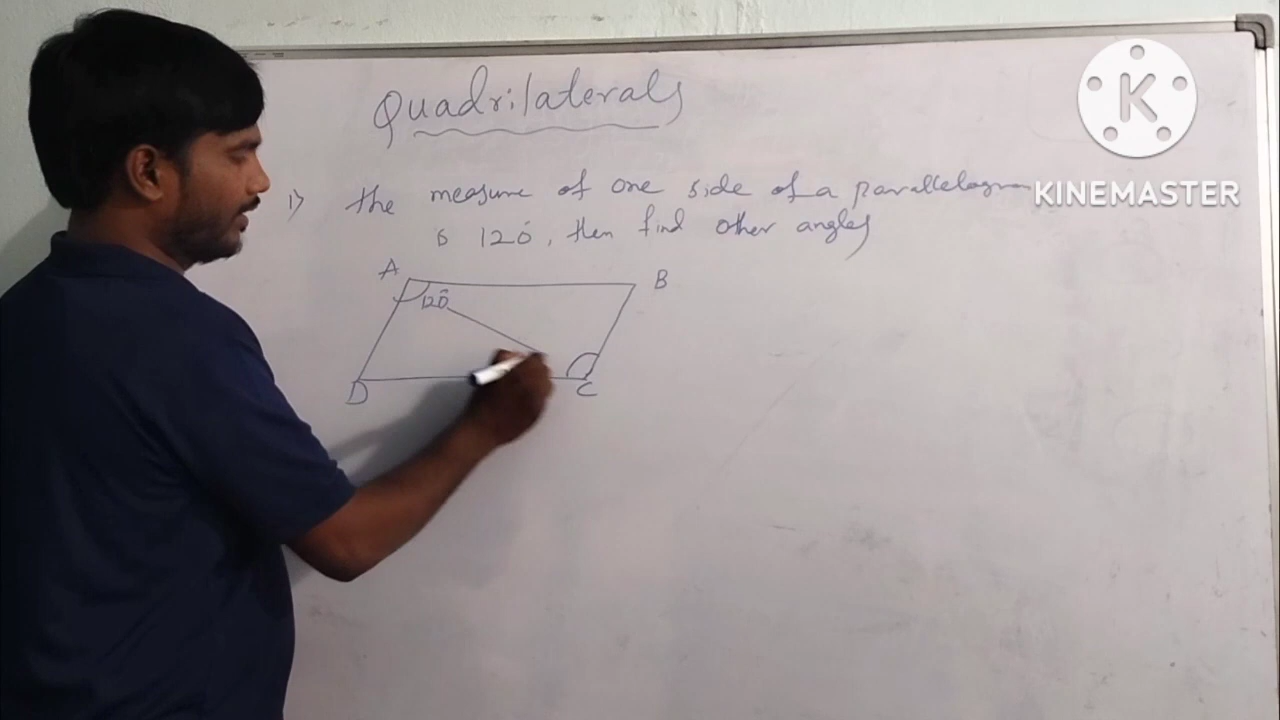 Quadrilaterals
1) the measure of one side of a parallelogram
is 120°, then find other angles
A
B
120°
D
C
K
KINEMASTER